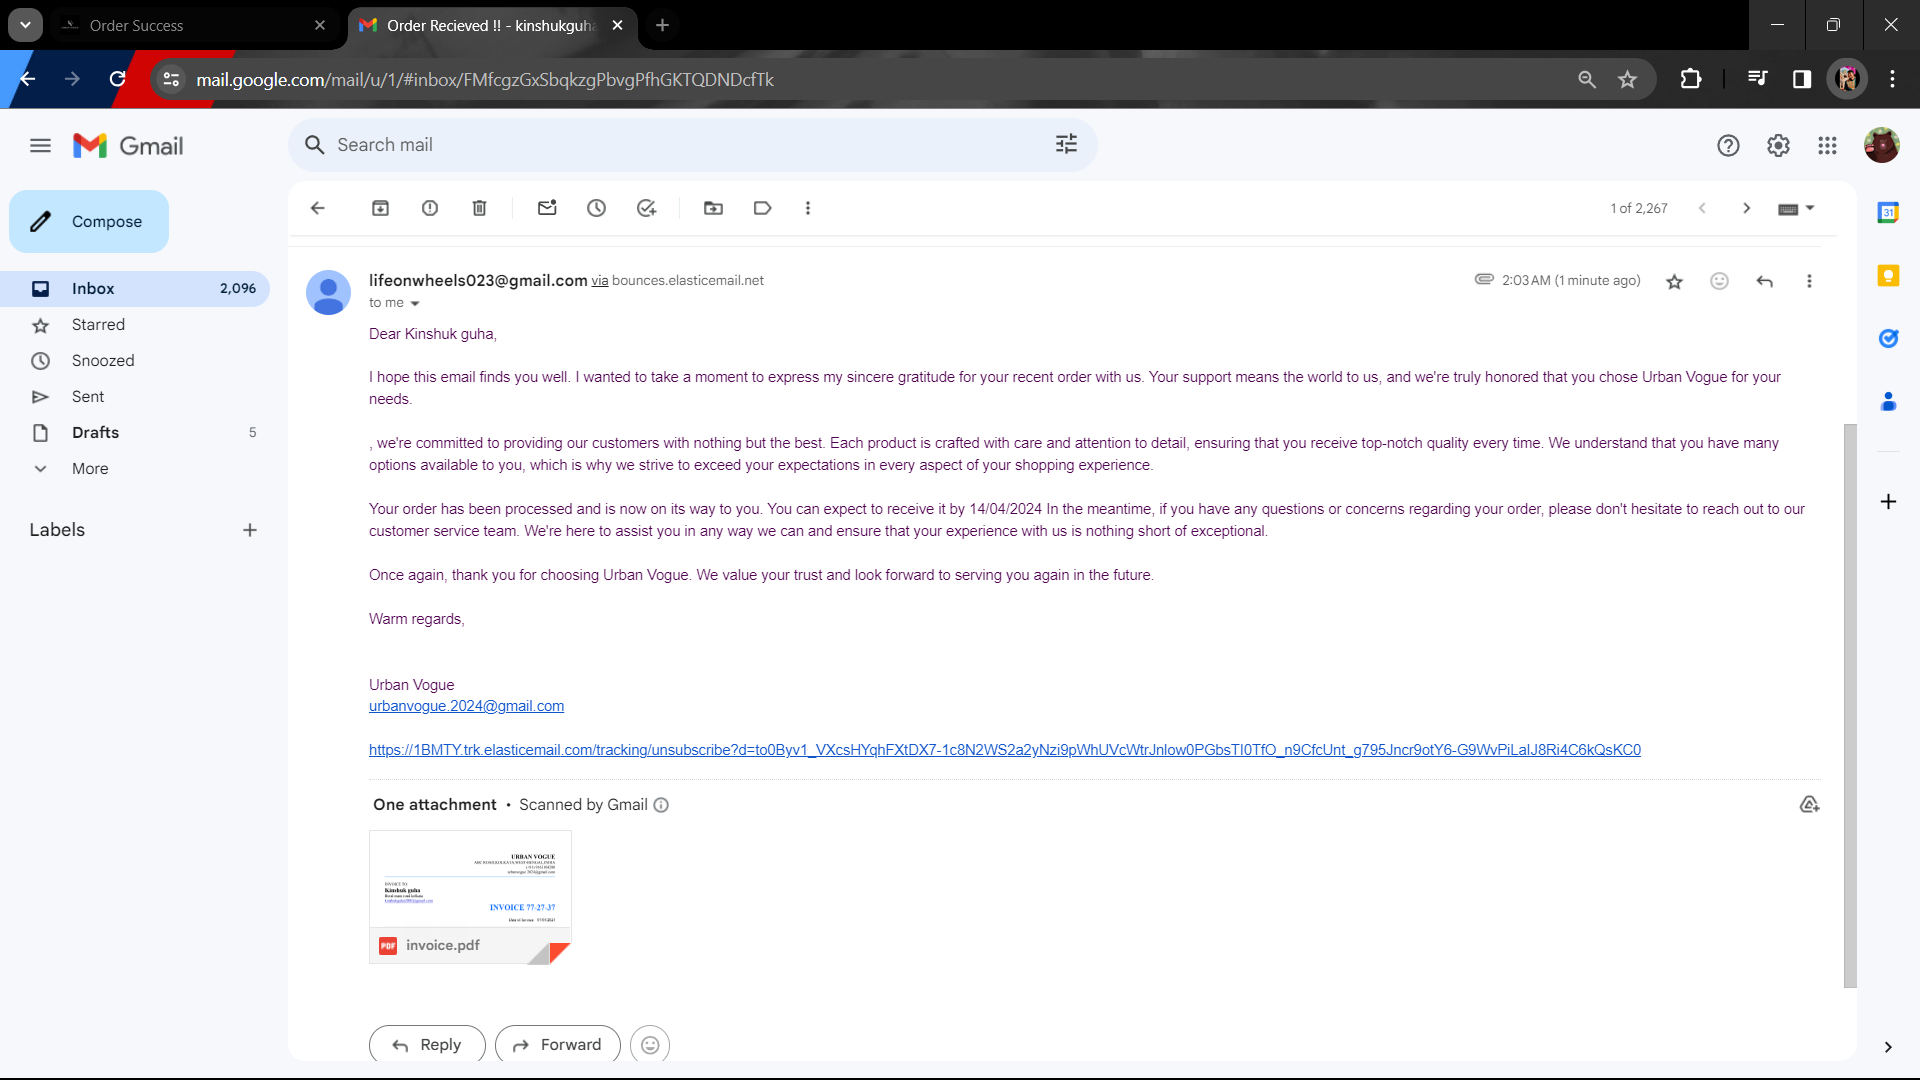 Order Success
Order Recieved !! - kinshukguha
mail.google.com/mail/u/1/#inbox/FMfcgzGxSbqkzgPbvgPfhGKTQDNDcfTk
Gmail
Search mail
Compose
1 of 2,267
Inbox 2,096
Starred
Snoozed
Sent
Drafts 5
More
Labels
lifeonwheels023@gmail.com via bounces.elasticemail.net
2:03 AM (1 minute ago)
to me
Dear Kinshuk guha,
I hope this email finds you well. I wanted to take a moment to express my sincere gratitude for your recent order with us. Your support means the world to us, and we're truly honored that you chose Urban Vogue for your
needs.
, we're committed to providing our customers with nothing but the best. Each product is crafted with care and attention to detail, ensuring that you receive top-notch quality every time. We understand that you have many
options available to you, which is why we strive to exceed your expectations in every aspect of your shopping experience.
Your order has been processed and is now on its way to you. You can expect to receive it by 14/04/2024 In the meantime, if you have any questions or concerns regarding your order, please don't hesitate to reach out to our
customer service team. We're here to assist you in any way we can and ensure that your experience with us is nothing short of exceptional.
Once again, thank you for choosing Urban Vogue. We value your trust and look forward to serving you again in the future.
Warm regards,
Urban Vogue
urbanvogue.2024@gmail.com
https://1BMTY.trk.elasticemail.com/tracking/unsubscribe?d=to0Byv1_VXcsHYqhFXtDX7-1c8N2WS2a2yNzi9pWhUVcWtrJnlow0PGbsTI0TfO_n9CfcUnt_g795Jncr9otY6-G9WvPiLaIJ8Ri4C6kQsKC0
One attachment • Scanned by Gmail
URBAN VOGUE
INVOICE TO:
Kinshuk guha
INVOICE 77-27-37
PDF
invoice.pdf
Reply
Forward
31